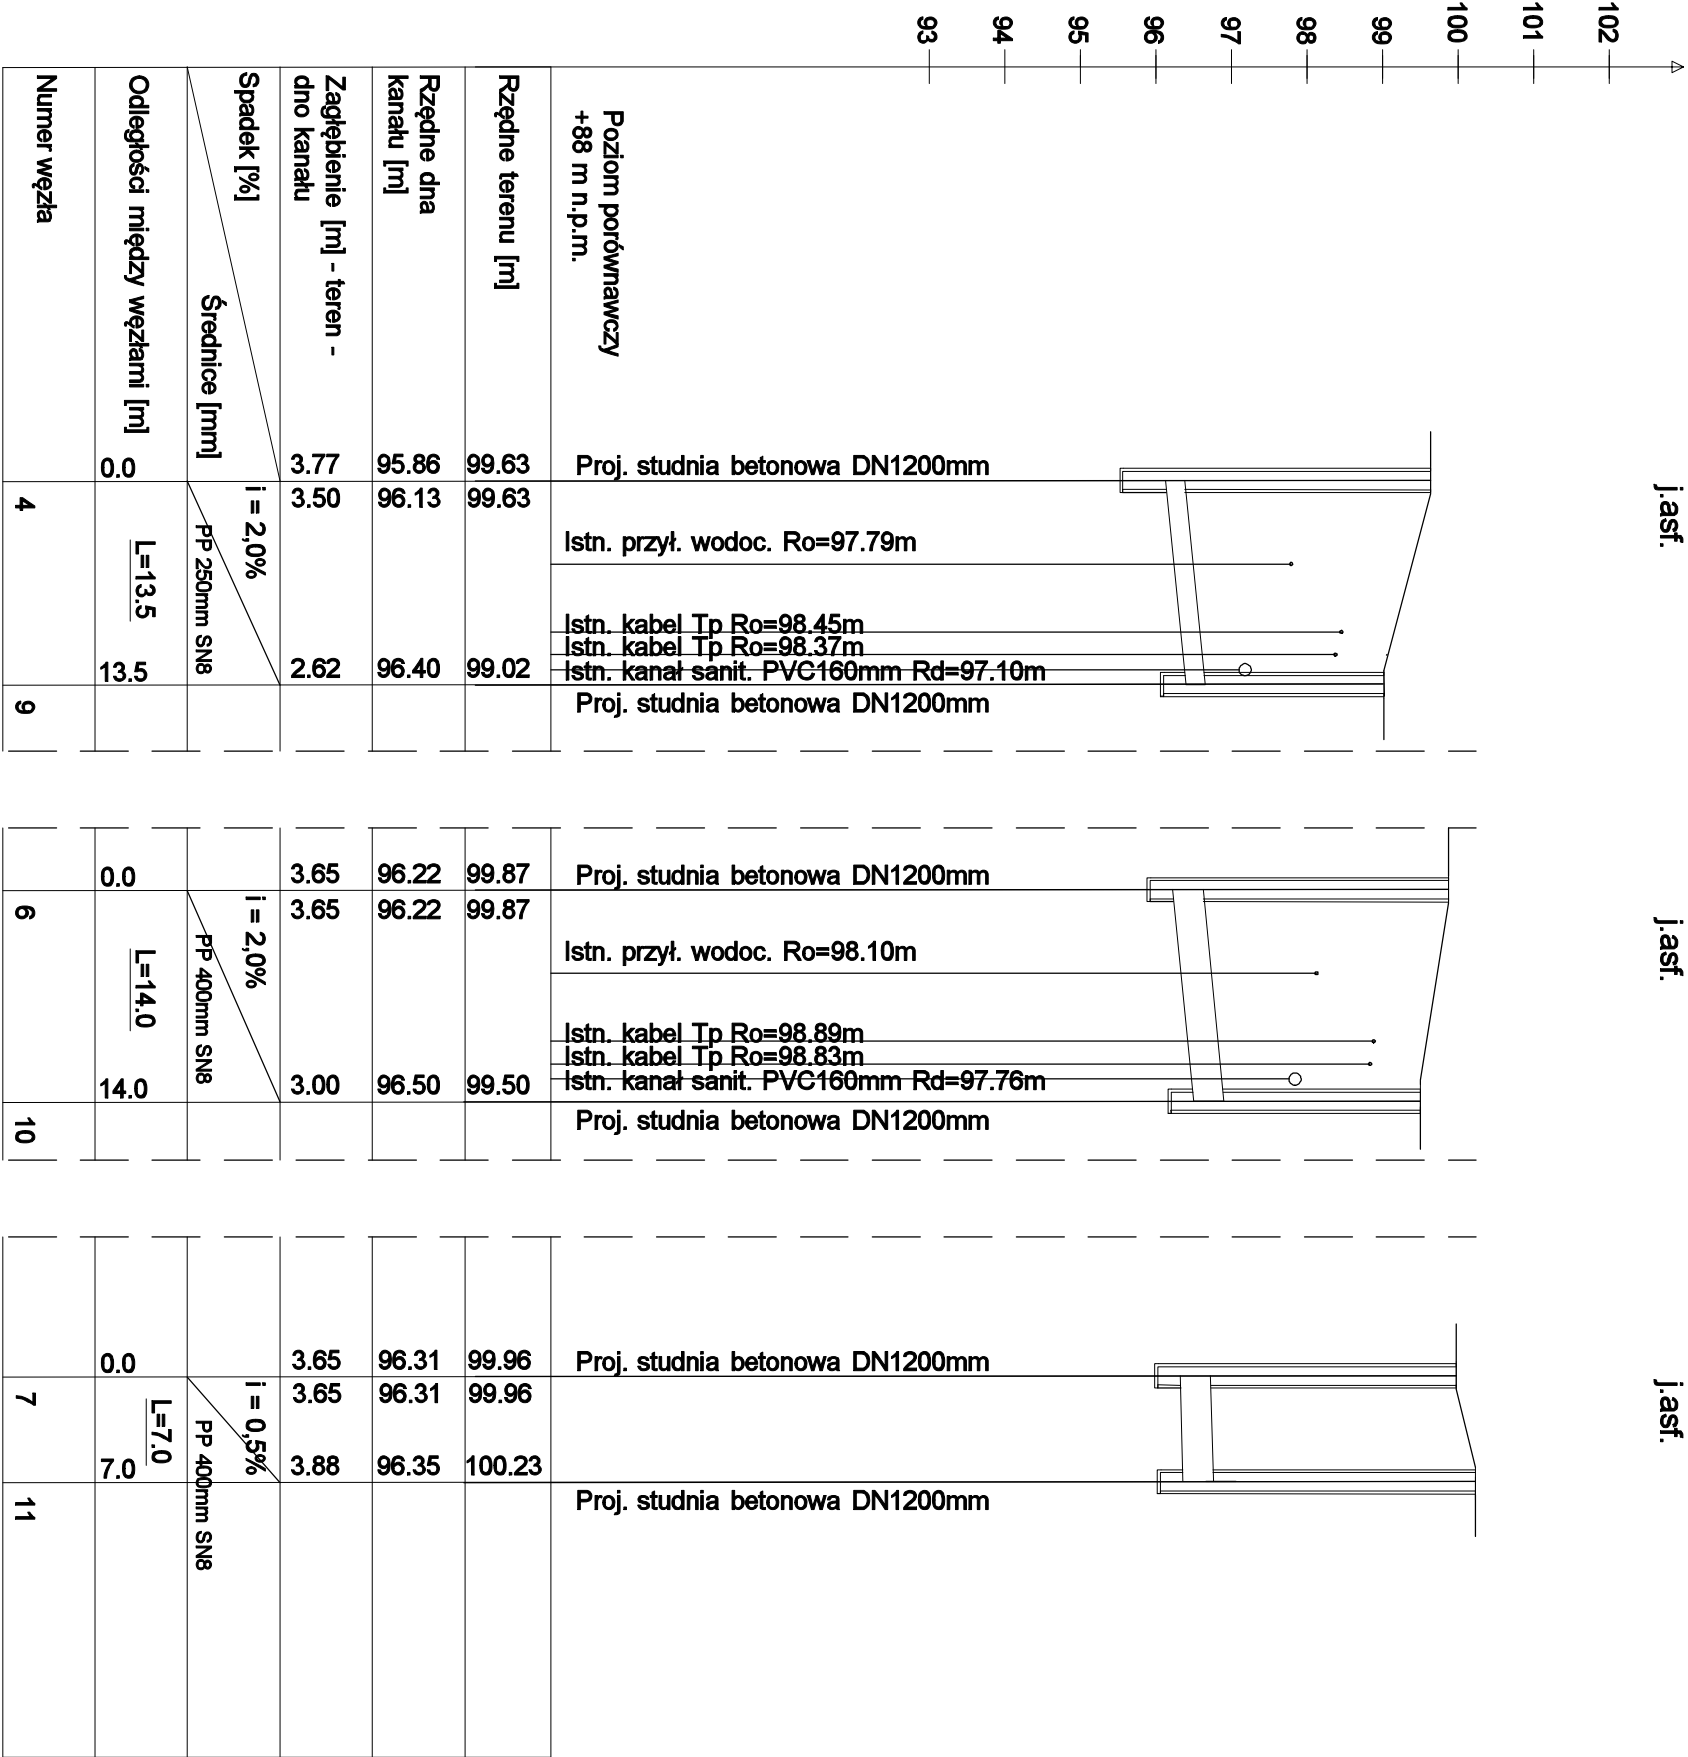 102
101
100
99
98
97
96
95
94
93
Poziom porównawczy
+88 m n.p.m.
Rzędne terenu [m]
Rzędne dna
kanału [m]
Zagłębienie [m] - teren -
dno kanału
Spadek [%]
Średnice [mm]
Odległości między węzłami [m]
Numer węzła
j.asf.
0.0
3.77
95.86
99.63
Proj. studnia betonowa DN1200mm
4
3.50
96.13
99.63
i = 2,0%
PP 250mm SN8
L=13.5
Istn. przył. wodoc. Ro=97.79m
Istn. kabel Tp Ro=98.45m
Istn. kabel Tp Ro=98.37m
Istn. kanał sanit. PVC160mm Rd=97.10m
13.5
2.62
96.40
99.02
Proj. studnia betonowa DN1200mm
9
j.asf.
0.0
3.65
96.22
99.87
Proj. studnia betonowa DN1200mm
6
3.65
96.22
99.87
i = 2,0%
PP 400mm SN8
L=14.0
Istn. przył. wodoc. Ro=98.10m
Istn. kabel Tp Ro=98.89m
Istn. kabel Tp Ro=98.83m
Istn. kanał sanit. PVC160mm Rd=97.76m
14.0
3.00
96.50
99.50
Proj. studnia betonowa DN1200mm
10
j.asf.
0.0
3.65
96.31
99.96
Proj. studnia betonowa DN1200mm
7
3.65
96.31
99.96
i = 0,5%
PP 400mm SN8
L=7.0
7.0
3.88
96.35
100.23
Proj. studnia betonowa DN1200mm
11